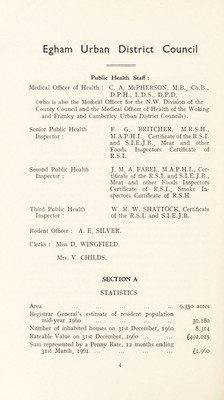 Egham Urban District Council
Public Health Staff :
Medical Officer of Health : C. A. McPHERSON, M.B., Ch.B.,
D.P.H., L.D.S., D.P.D,
(who is also the Medical Officer for the N.W. Division of the
County Council and the Medical Officer of Health of the Woking
and Frimley and Camberley Urban District Councils).
Senior Public Health F. G. BRITCHER, M.R.S.H.,
Inspector : M.A.P.H.I., Certificate of the R.S.I.
and S.I.E.J.B., Meat and other
Foods Inspectors Certificate of
R.S.I.
Second Public Health J. M. A. FABEL, M.A.P.H.I., Cer-
Inspector : tificate of the R.S.I. and S.I.E.J.B.,
Meat and other Foods Inspectors
Certificate of R.S.I., Smoke In-
spectors Certificate of R.S.H.
Third Public Health W. R. W. SHATTOCK, Certificate
Inspector : of the R.S.I. and S.I.E.J.B.
Rodent Officer : A. E. SILVER.
Clerks : Miss D. WINGFIELD.
Mrs. V. CHILDS.
SECTION A
STATISTICS
Area ... ... ... ... ... 9,350 acres
Registrar General's estimate of resident population
mid-year 1960 ... ... ... ... 30,180
Number of inhabited houses on 31st December, 1960 8,314
Rateable Value on 31st December, 1960 ... ... £492,025
Sum represented by a Penny Rate, 12 months ending
31st March, 1961 ... ... ... ... £1,960
4